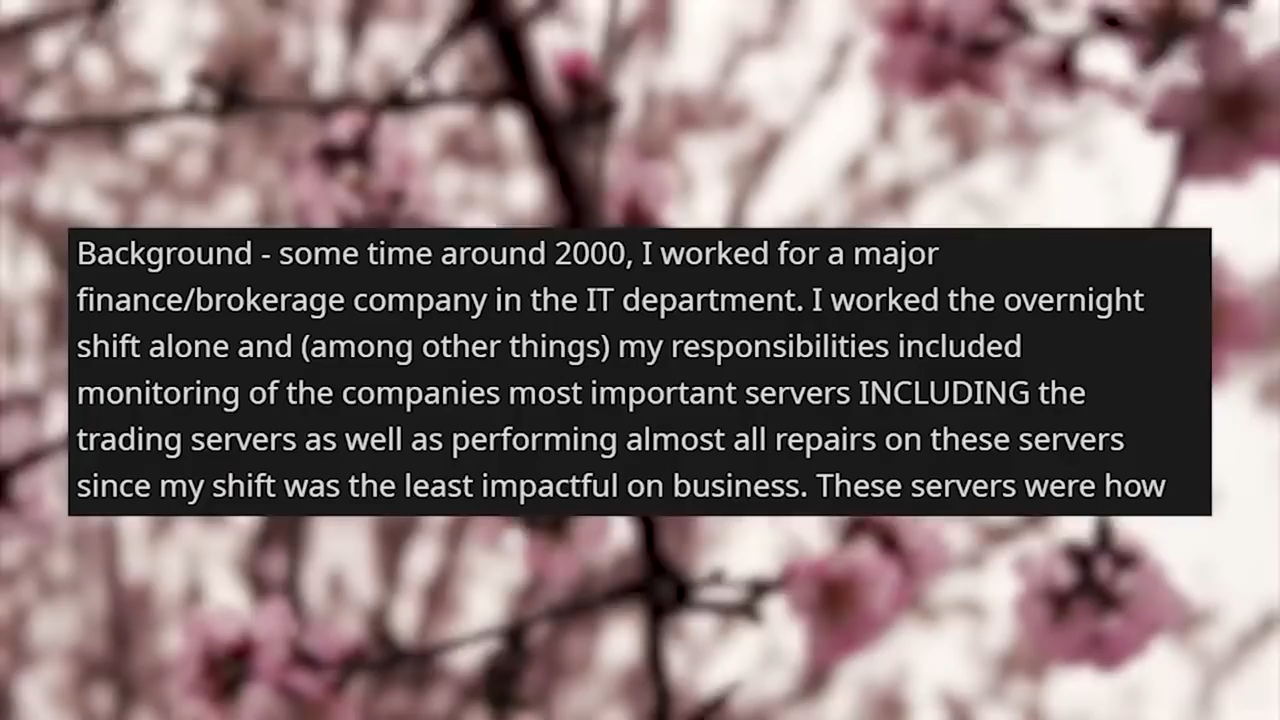 Background - some time around 2000, I worked for a major
finance/brokerage company in the IT department. I worked the overnight
shift alone and (among other things) my responsibilities included
monitoring of the companies most important servers INCLUDING the
trading servers as well as performing almost all repairs on these servers
since my shift was the least impactful on business. These servers were how